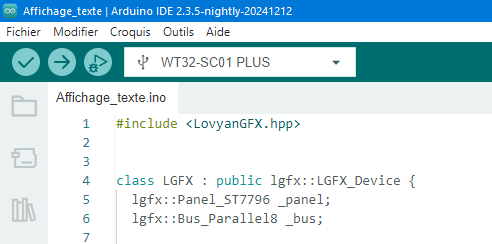 Affichage_texte | Arduino IDE 2.3.5-nightly-20241212
Fichier Modifier Croquis Outils Aide
WT32-SC01 PLUS
Affichage_texte.ino
1 #include <LovyanGFX.hpp>
2
3
4 class LGFX : public lgfx::LGFX_Device {
5 lgfx::Panel_ST7796 _panel;
6 lgfx::Bus_Parallel8 _bus;
7